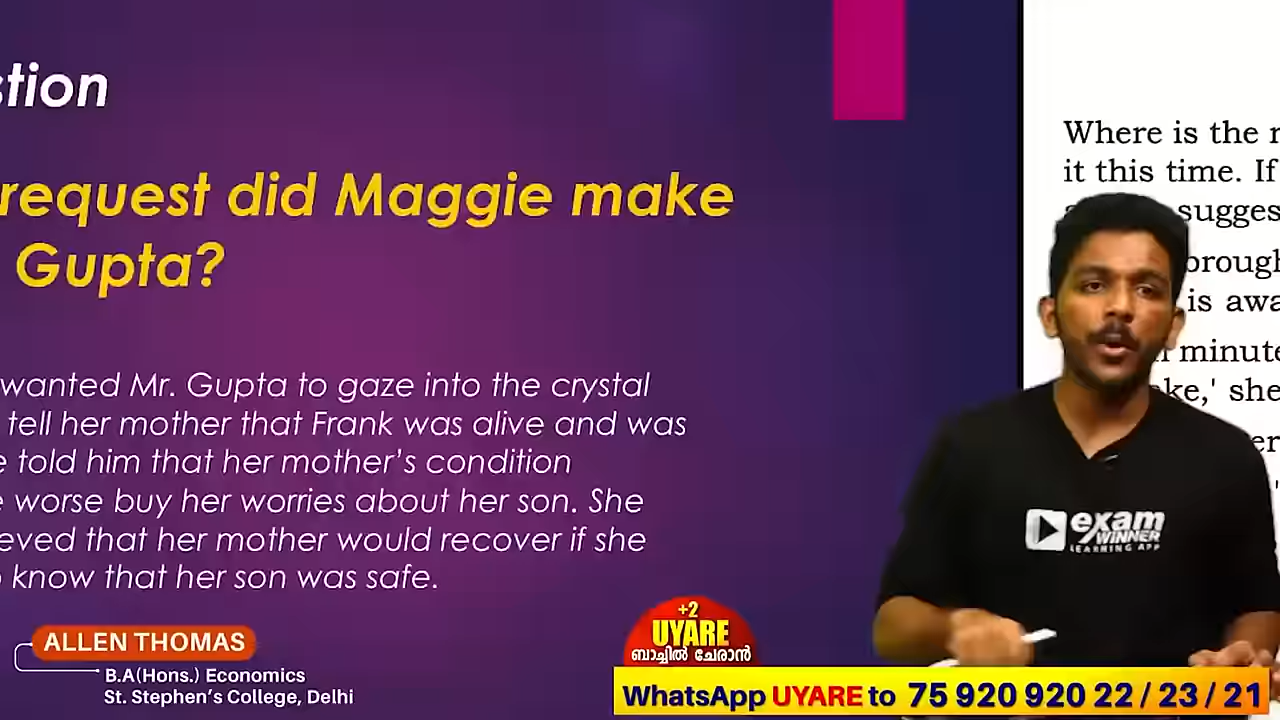 stion
request did Maggie make
Gupta?
wanted Mr. Gupta to gaze into the crystal
tell her mother that Frank was alive and was
e told him that her mother's condition
e worse buy her worries about her son. She
eved that her mother would recover if she
o know that her son was safe.
ALLEN THOMAS
B.A(Hons.) Economics
St. Stephen's College, Delhi
+2
UYARE
ബാച്ചിൽ ചേരാൻ
WhatsApp UYARE to 75 920 920 22 / 23 / 21
Where is the r
it this time. If
sugges
brough
is awa
minute
ke,' she
er
exam
WINNER
LEARNING APP